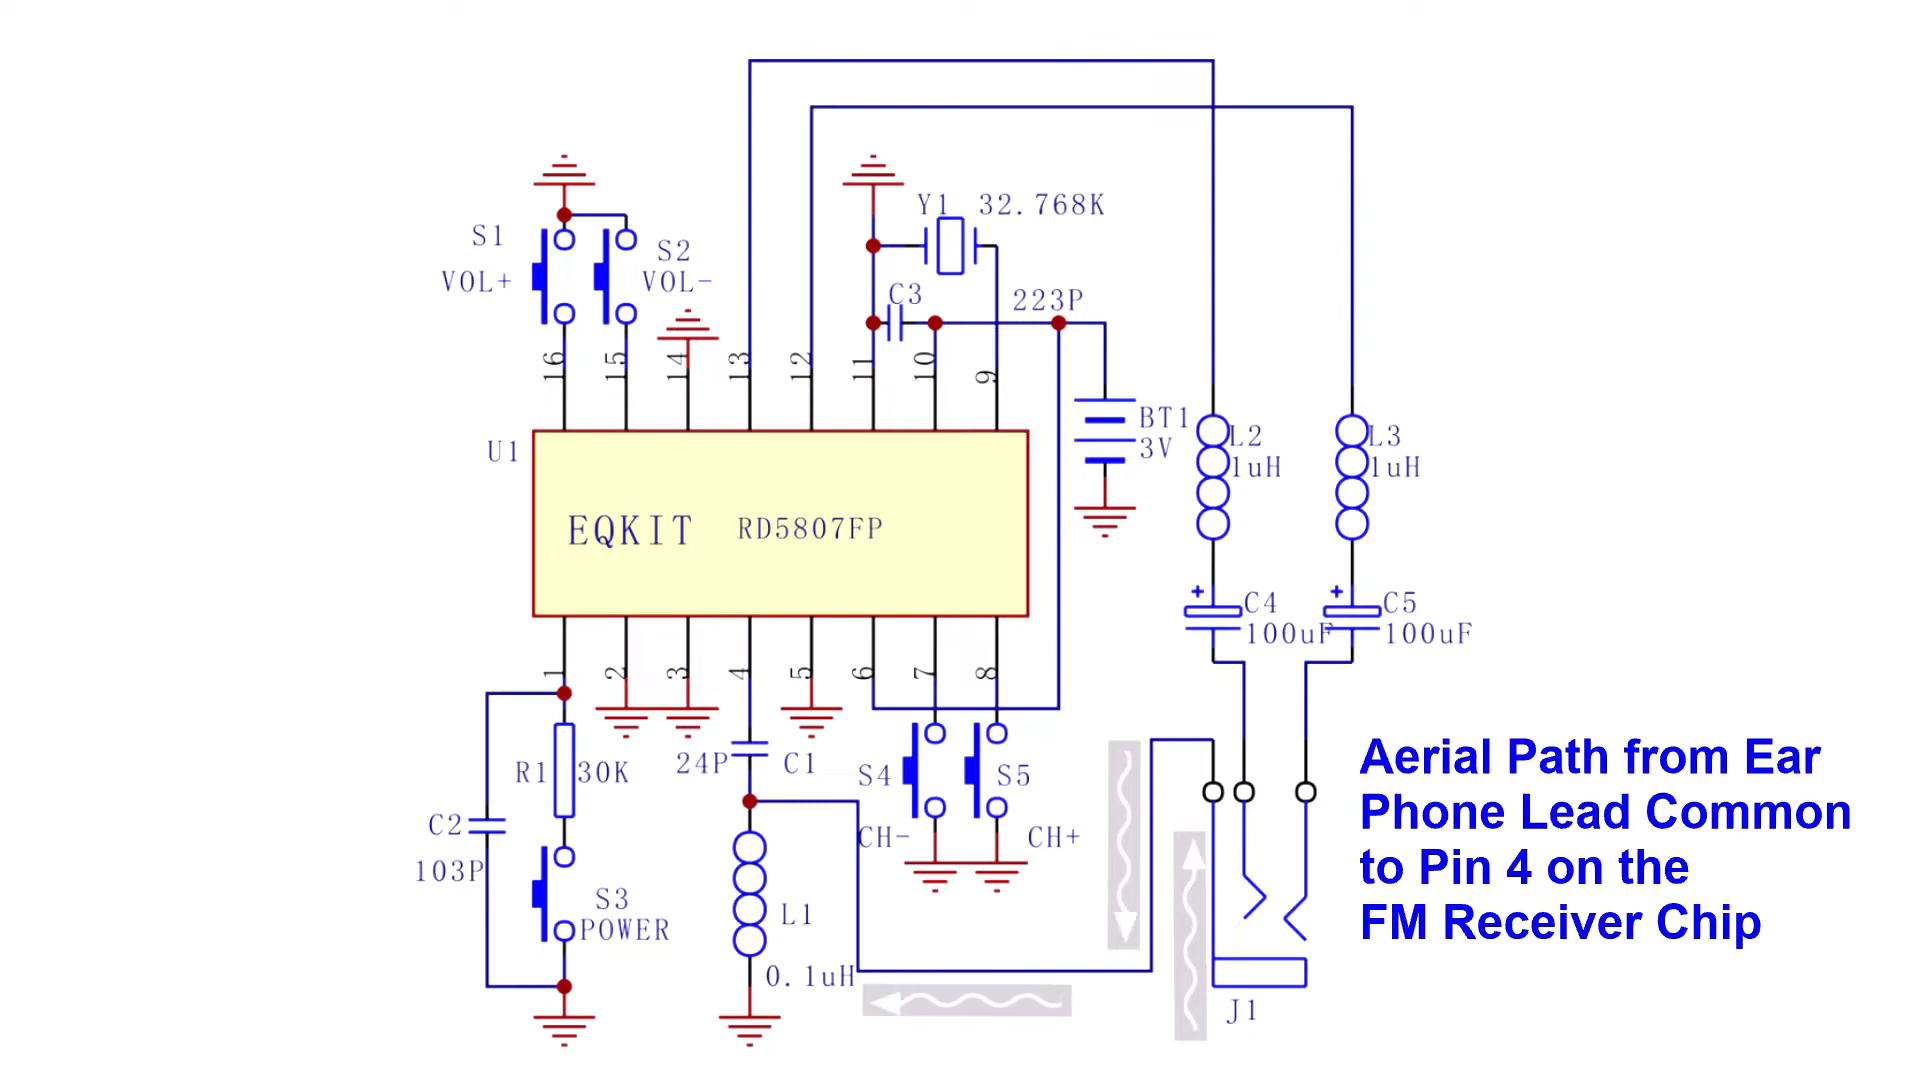 Y1 32.768K
S1
S2
VOL+
VOL-
C3
223P
16
15
14
13
12
11
10
9
BT1
3V
L2
1uH
L3
1uH
U1
EQKIT RD5807FP
C4
100uF
C5
100uF
1
2
3
4
5
6
7
8
24P
C1
R1
30K
S4
S5
CH-
CH+
C2
103P
S3
POWER
L1
0.1uH
J1
Aerial Path from Ear
Phone Lead Common
to Pin 4 on the
FM Receiver Chip